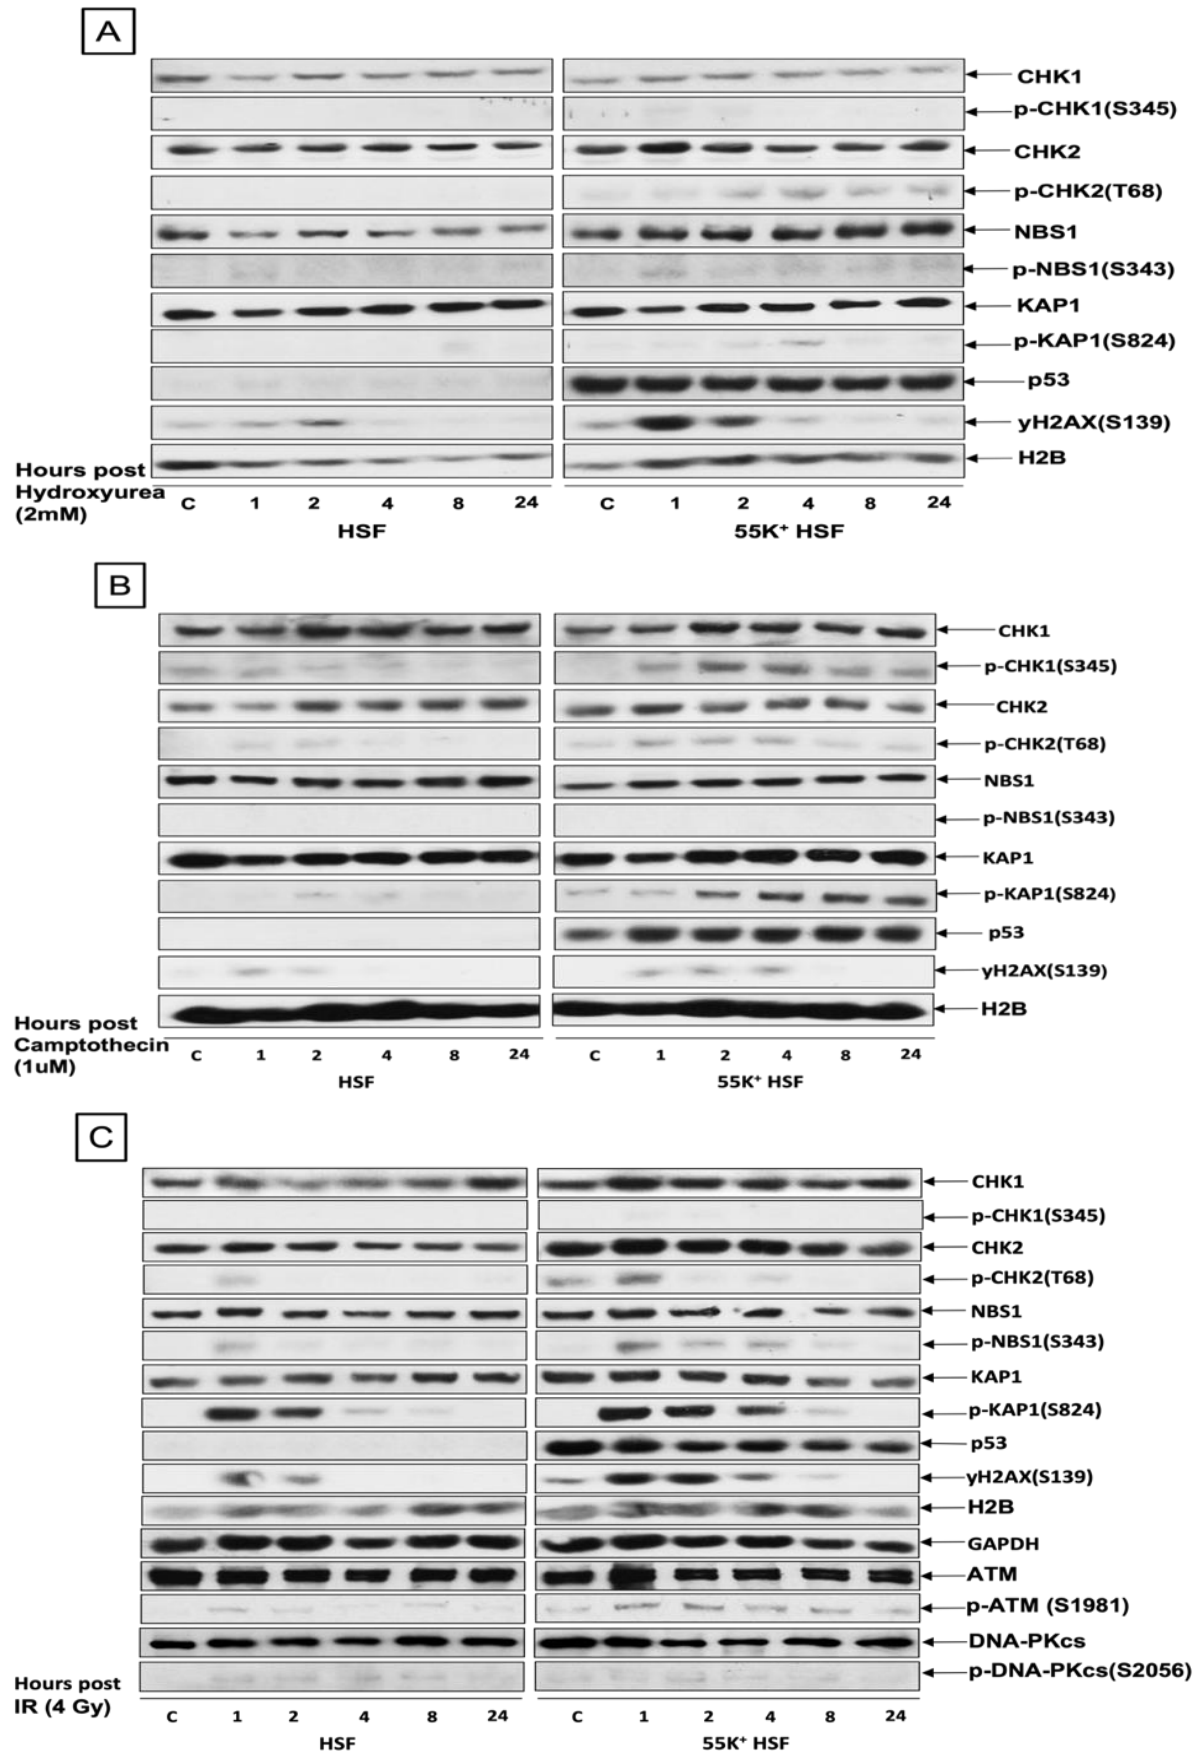 A
CHK1
p-CHK1(S345)
CHK2
p-CHK2(T68)
NBS1
p-NBS1(S343)
KAP1
p-KAP1(S824)
p53
yH2AX(S139)
H2B
Hours post
Hydroxyurea
(2mM)
C 1 2 4 8 24 C 1 2 4 8 24
HSF 55K⁺ HSF
B
CHK1
p-CHK1(S345)
CHK2
p-CHK2(T68)
NBS1
p-NBS1(S343)
KAP1
p-KAP1(S824)
p53
yH2AX(S139)
H2B
Hours post
Camptothecin
(1uM)
C 1 2 4 8 24 C 1 2 4 8 24
HSF 55K⁺ HSF
C
CHK1
p-CHK1(S345)
CHK2
p-CHK2(T68)
NBS1
p-NBS1(S343)
KAP1
p-KAP1(S824)
p53
yH2AX(S139)
H2B
GAPDH
ATM
p-ATM (S1981)
DNA-PKcs
p-DNA-PKcs(S2056)
Hours post
IR (4 Gy)
C 1 2 4 8 24 C 1 2 4 8 24
HSF 55K⁺ HSF